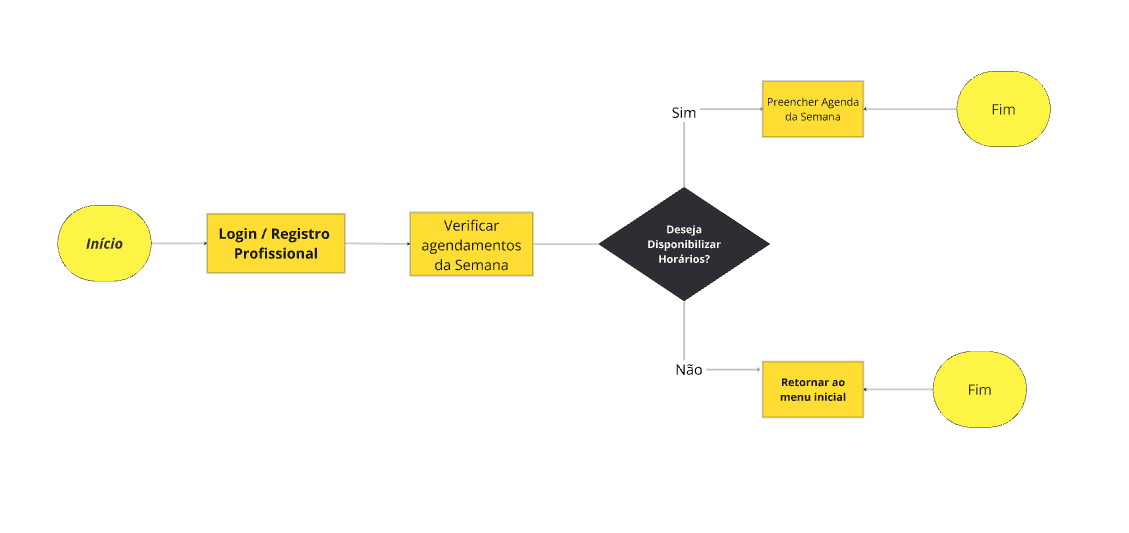 Início
Login / Registro
Profissional
Verificar
agendamentos
da Semana
Deseja
Disponibilizar
Horários?
Sim
Preencher Agenda
da Semana
Fim
Não
Retornar ao
menu inicial
Fim